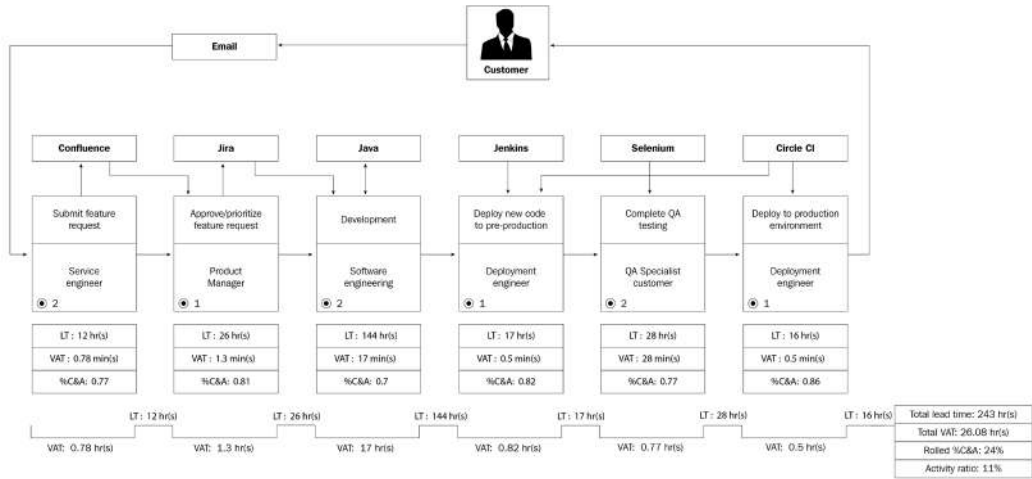 Email
Customer
Confluence
Jira
Java
Jenkins
Selenium
Circle CI
Submit feature
request
Approve/prioritize
feature request
Development
Deploy new code
to pre-production
Complete QA
testing
Deploy to production
environment
Service
engineer
Product
Manager
Software
engineering
Deployment
engineer
QA Specialist
customer
Deployment
engineer
2
1
2
1
2
1
LT : 12 hr(s)
LT : 26 hr(s)
LT : 144 hr(s)
LT : 17 hr(s)
LT : 28 hr(s)
LT : 16 hr(s)
VAT : 0.78 min(s)
VAT : 1.3 min(s)
VAT : 17 min(s)
VAT : 0.5 min(s)
VAT : 28 min(s)
VAT : 0.5 min(s)
%C&A: 0.77
%C&A: 0.81
%C&A: 0.7
%C&A: 0.82
%C&A: 0.77
%C&A: 0.86
LT : 12 hr(s)
LT : 26 hr(s)
LT : 144 hr(s)
LT : 17 hr(s)
LT : 28 hr(s)
LT : 16 hr(s)
VAT: 0.78 hr(s)
VAT: 1.3 hr(s)
VAT: 17 hr(s)
VAT: 0.82 hr(s)
VAT: 0.77 hr(s)
VAT: 0.5 hr(s)
Total lead time: 243 hr(s)
Total VAT: 26.08 hr(s)
Rolled %C&A: 24%
Activity ratio: 11%